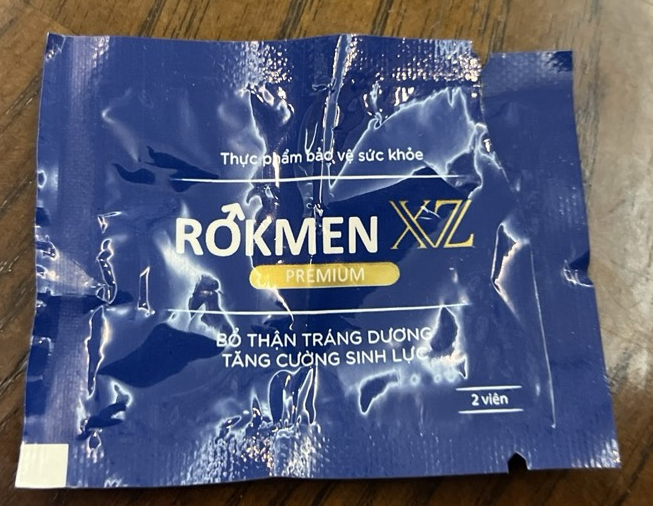 Thực phẩm bảo vệ sức khỏe
ROKMEN XZ
PREMIUM
BỔ THẬN TRÁNG DƯƠNG
TĂNG CƯỜNG SINH LỰC
2 viên